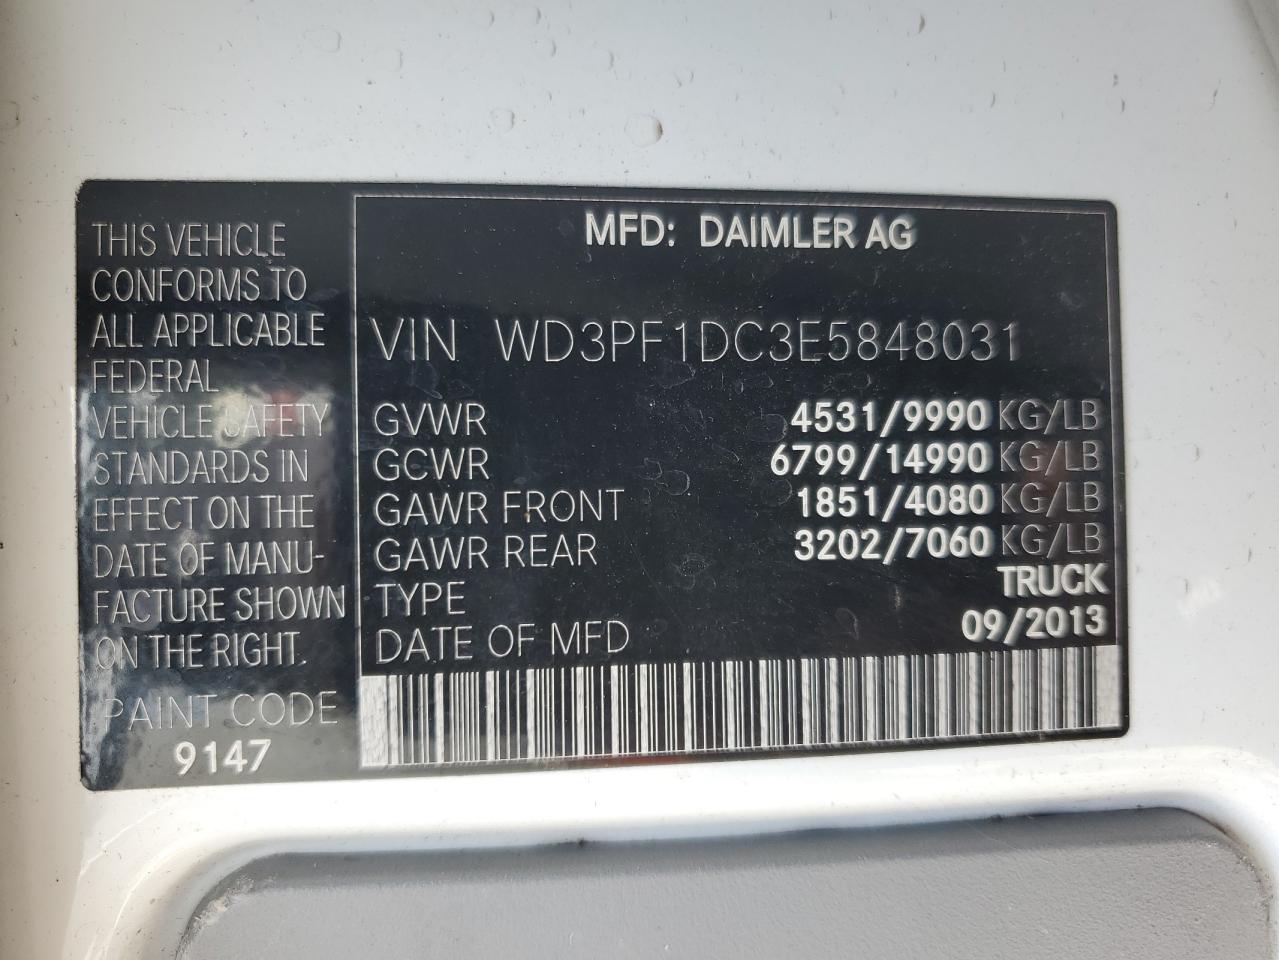 THIS VEHICLE
CONFORMS TO
ALL APPLICABLE
FEDERAL
VEHICLE SAFETY
STANDARDS IN
EFFECT ON THE
DATE OF MANU-
FACTURE SHOWN
ON THE RIGHT.
PAINT CODE
9147
MFD: DAIMLER AG
VIN WD3PF1DC3E5848031
GVWR 4531/9990 KG/LB
GCWR 6799/14990 KG/LB
GAWR FRONT 1851/4080 KG/LB
GAWR REAR 3202/7060 KG/LB
TYPE TRUCK
DATE OF MFD 09/2013